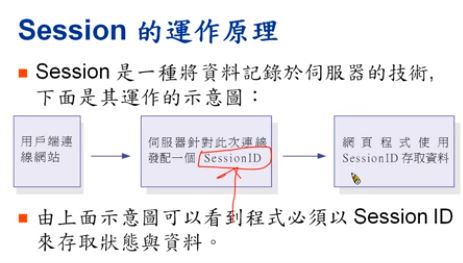 Session 的運作原理
Session 是一種將資料記錄於伺服器的技術,
下面是其運作的示意圖：
用戶端連
線網站
伺服器針對此次連線
發配一個 SessionID
網頁程式使用
SessionID 存取資料
由上面示意圖可以看到程式必須以 Session ID
來存取狀態與資料。